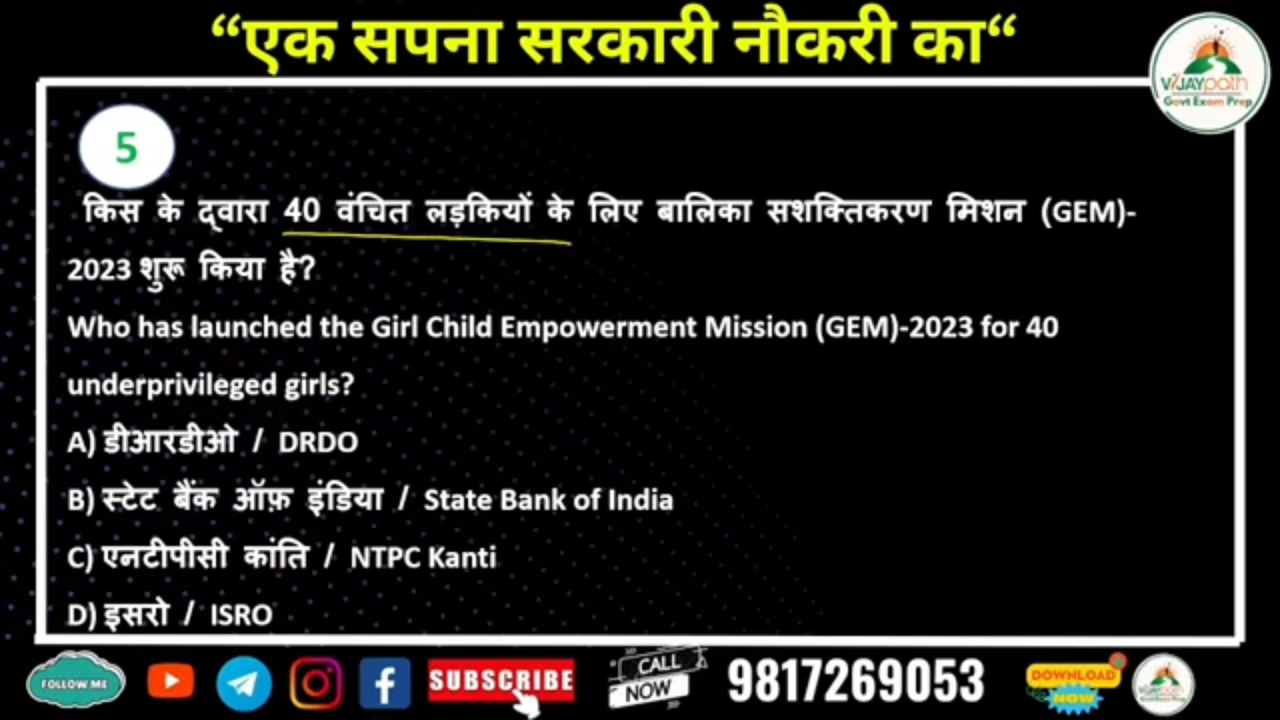 “एक सपना सरकारी नौकरी का“
VIJAYpath
Govt Exam Prep
5
किस के द्वारा 40 वंचित लड़कियों के लिए बालिका सशक्तिकरण मिशन (GEM)-
2023 शुरू किया है?
Who has launched the Girl Child Empowerment Mission (GEM)-2023 for 40
underprivileged girls?
A) डीआरडीओ / DRDO
B) स्टेट बैंक ऑफ़ इंडिया / State Bank of India
C) एनटीपीसी कांति / NTPC Kanti
D) इसरो / ISRO
FOLLOW ME
SUBSCRIBE
CALL
NOW
9817269053
DOWNLOAD
NOW